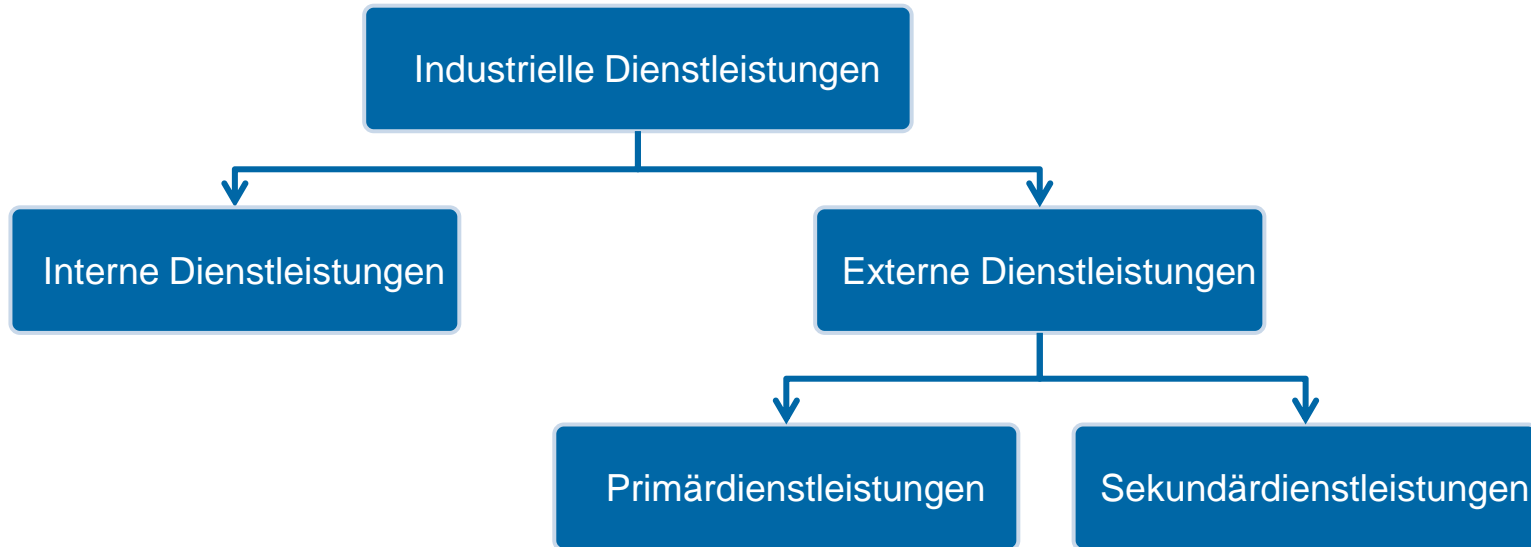 Industrielle Dienstleistungen
Interne Dienstleistungen
Externe Dienstleistungen
Primärdienstleistungen
Sekundärdienstleistungen